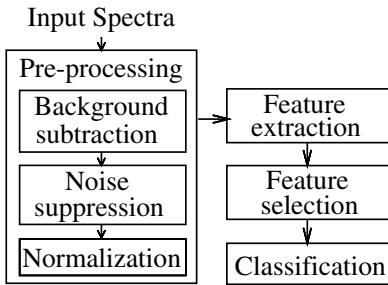 Input Spectra
Pre-processing
Background
subtraction
Noise
suppression
Normalization
Feature
extraction
Feature
selection
Classification